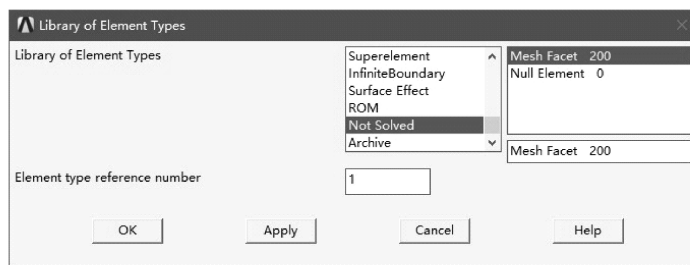 Library of Element Types
Library of Element Types
Superelement
InfiniteBoundary
Surface Effect
ROM
Not Solved
Archive
Mesh Facet 200
Null Element 0
Mesh Facet 200
Element type reference number
1
OK
Apply
Cancel
Help